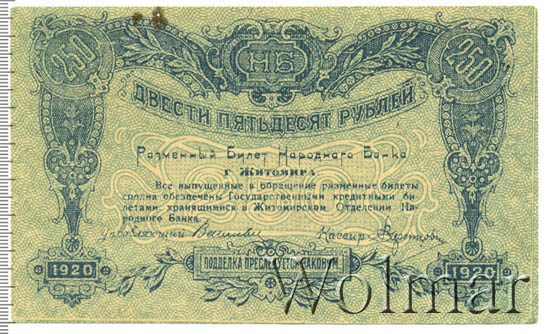 250 НБ 250
ДВЕСТИ ПЯТЬДЕСЯТ РУБЛЕЙ
Разменный Билет Народного Банка
г. Житомира.
Все выпущенные в обращение разменные билеты
сполна обеспечены Государственными кредитными би-
летами, хранящимися в Житомирском Отделении На-
родного Банка.
Управляющий Кассир
1920 ПОДДЕЛКА ПРЕСЛЕДУЕТСЯ ЗАКОНОМ 1920
Wolmar